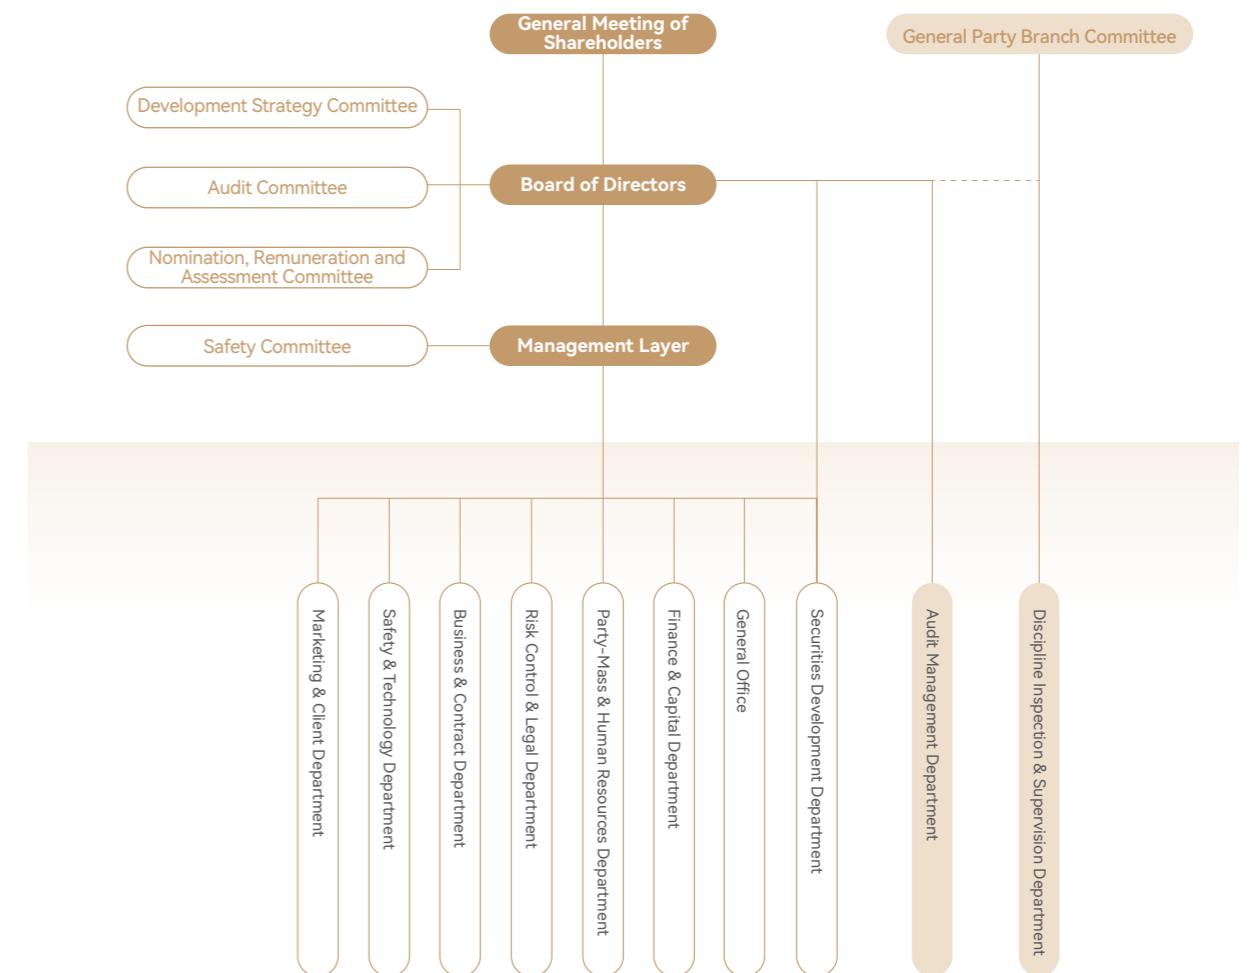 General Meeting of
Shareholders
General Party Branch Committee
Development Strategy Committee
Audit Committee
Board of Directors
Nomination, Remuneration and
Assessment Committee
Safety Committee
Management Layer
Marketing & Client Department
Safety & Technology Department
Business & Contract Department
Risk Control & Legal Department
Party-Mass & Human Resources Department
Finance & Capital Department
General Office
Securities Development Department
Audit Management Department
Discipline Inspection & Supervision Department